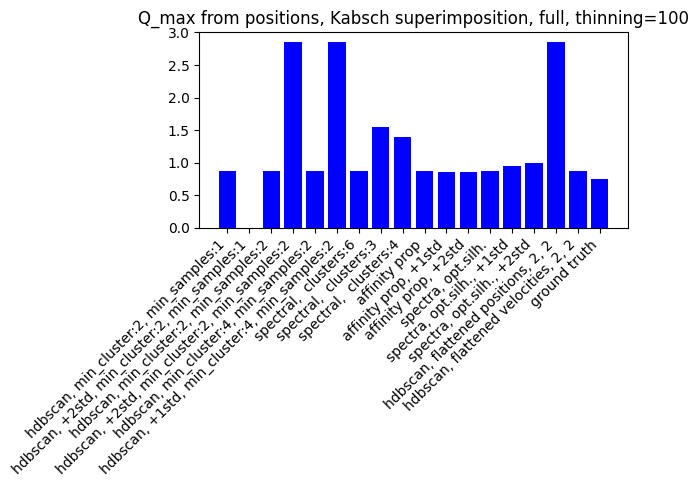 Q_max from positions, Kabsch superimposition, full, thinning=100
3.0
2.5
2.0
1.5
1.0
0.5
0.0
hdbscan, min_cluster:2, min_samples:1
hdbscan, +2std, min_cluster:2, min_samples:1
hdbscan, min_cluster:2, min_samples:2
hdbscan, +2std, min_cluster:2, min_samples:2
hdbscan, min_cluster:4, min_samples:2
hdbscan, +1std, min_cluster:4, min_samples:2
spectral,  clusters:6
spectral,  clusters:3
spectral,  clusters:4
affinity prop
affinity prop, +1std
affinity prop, +2std
spectra, opt.silh.
spectra, opt.silh., +1std
spectra, opt.silh., +2std
hdbscan, flattened positions, 2, 2
hdbscan, flattened velocities, 2, 2
ground truth